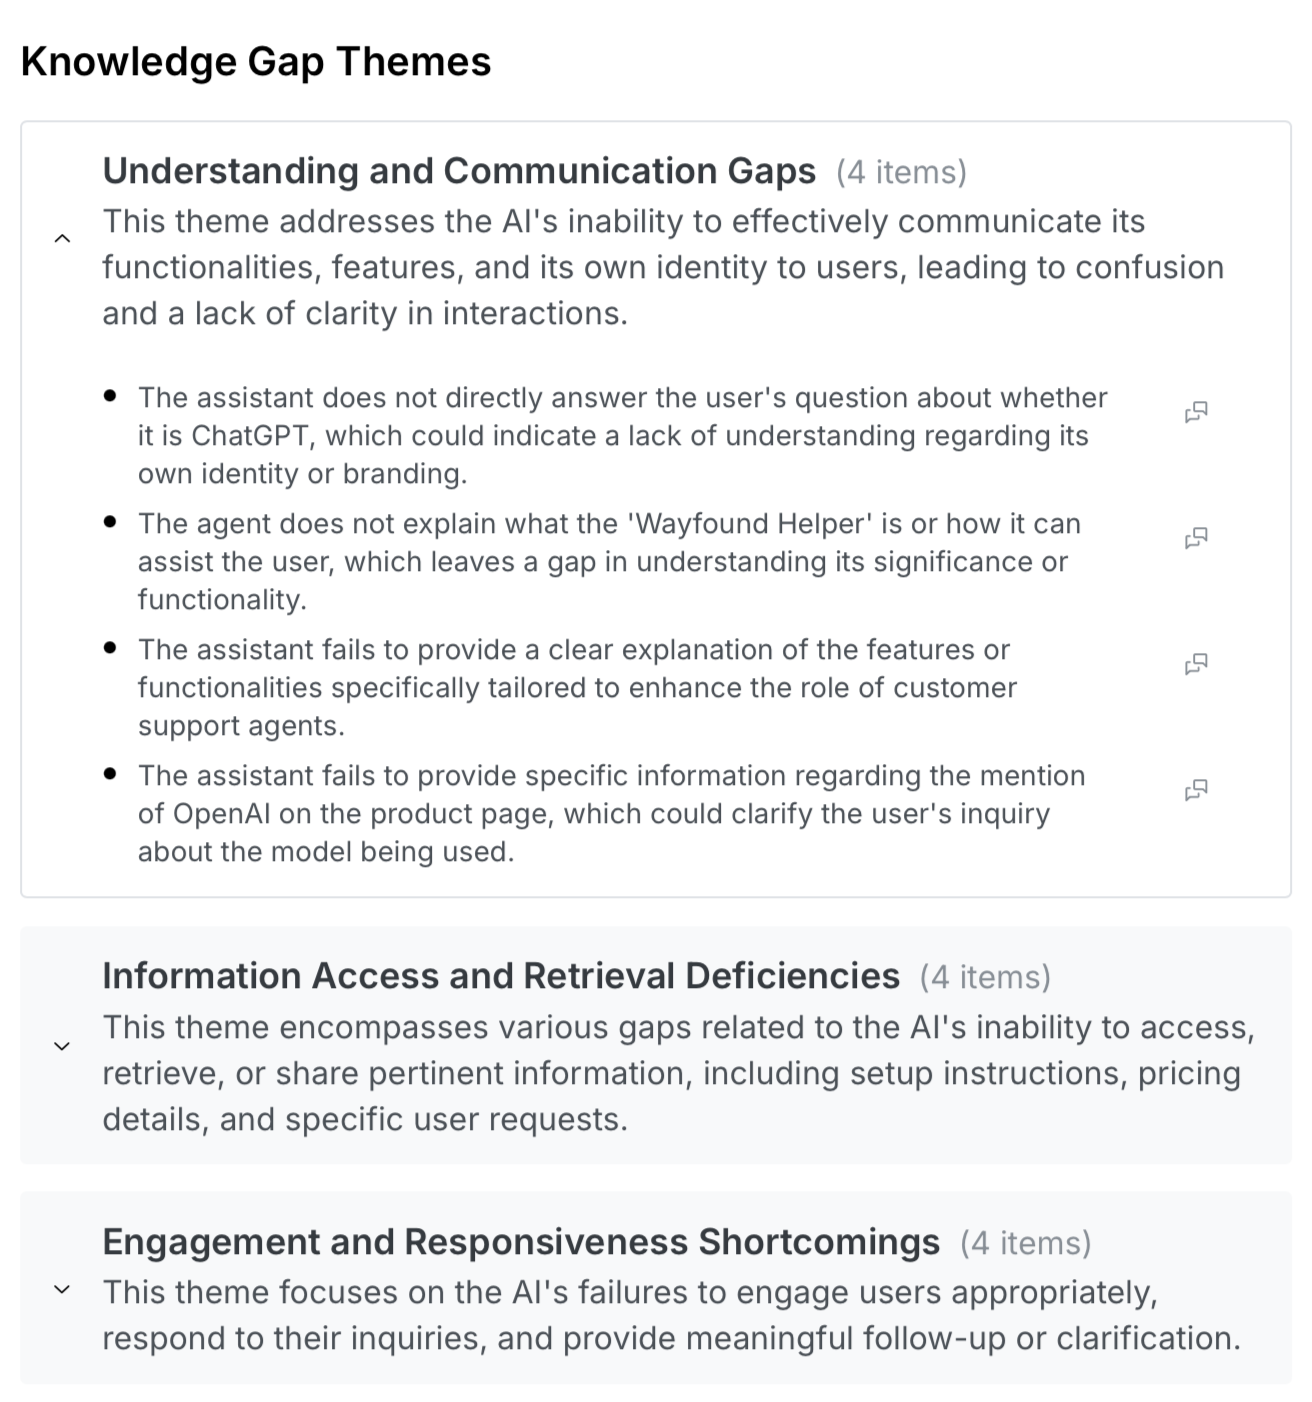 Knowledge Gap Themes
Understanding and Communication Gaps (4 items)
This theme addresses the AI's inability to effectively communicate its
functionalities, features, and its own identity to users, leading to confusion
and a lack of clarity in interactions.
The assistant does not directly answer the user's question about whether
it is ChatGPT, which could indicate a lack of understanding regarding its
own identity or branding.
The agent does not explain what the 'Wayfound Helper' is or how it can
assist the user, which leaves a gap in understanding its significance or
functionality.
The assistant fails to provide a clear explanation of the features or
functionalities specifically tailored to enhance the role of customer
support agents.
The assistant fails to provide specific information regarding the mention
of OpenAI on the product page, which could clarify the user's inquiry
about the model being used.
Information Access and Retrieval Deficiencies (4 items)
This theme encompasses various gaps related to the AI's inability to access,
retrieve, or share pertinent information, including setup instructions, pricing
details, and specific user requests.
Engagement and Responsiveness Shortcomings (4 items)
This theme focuses on the AI's failures to engage users appropriately,
respond to their inquiries, and provide meaningful follow-up or clarification.